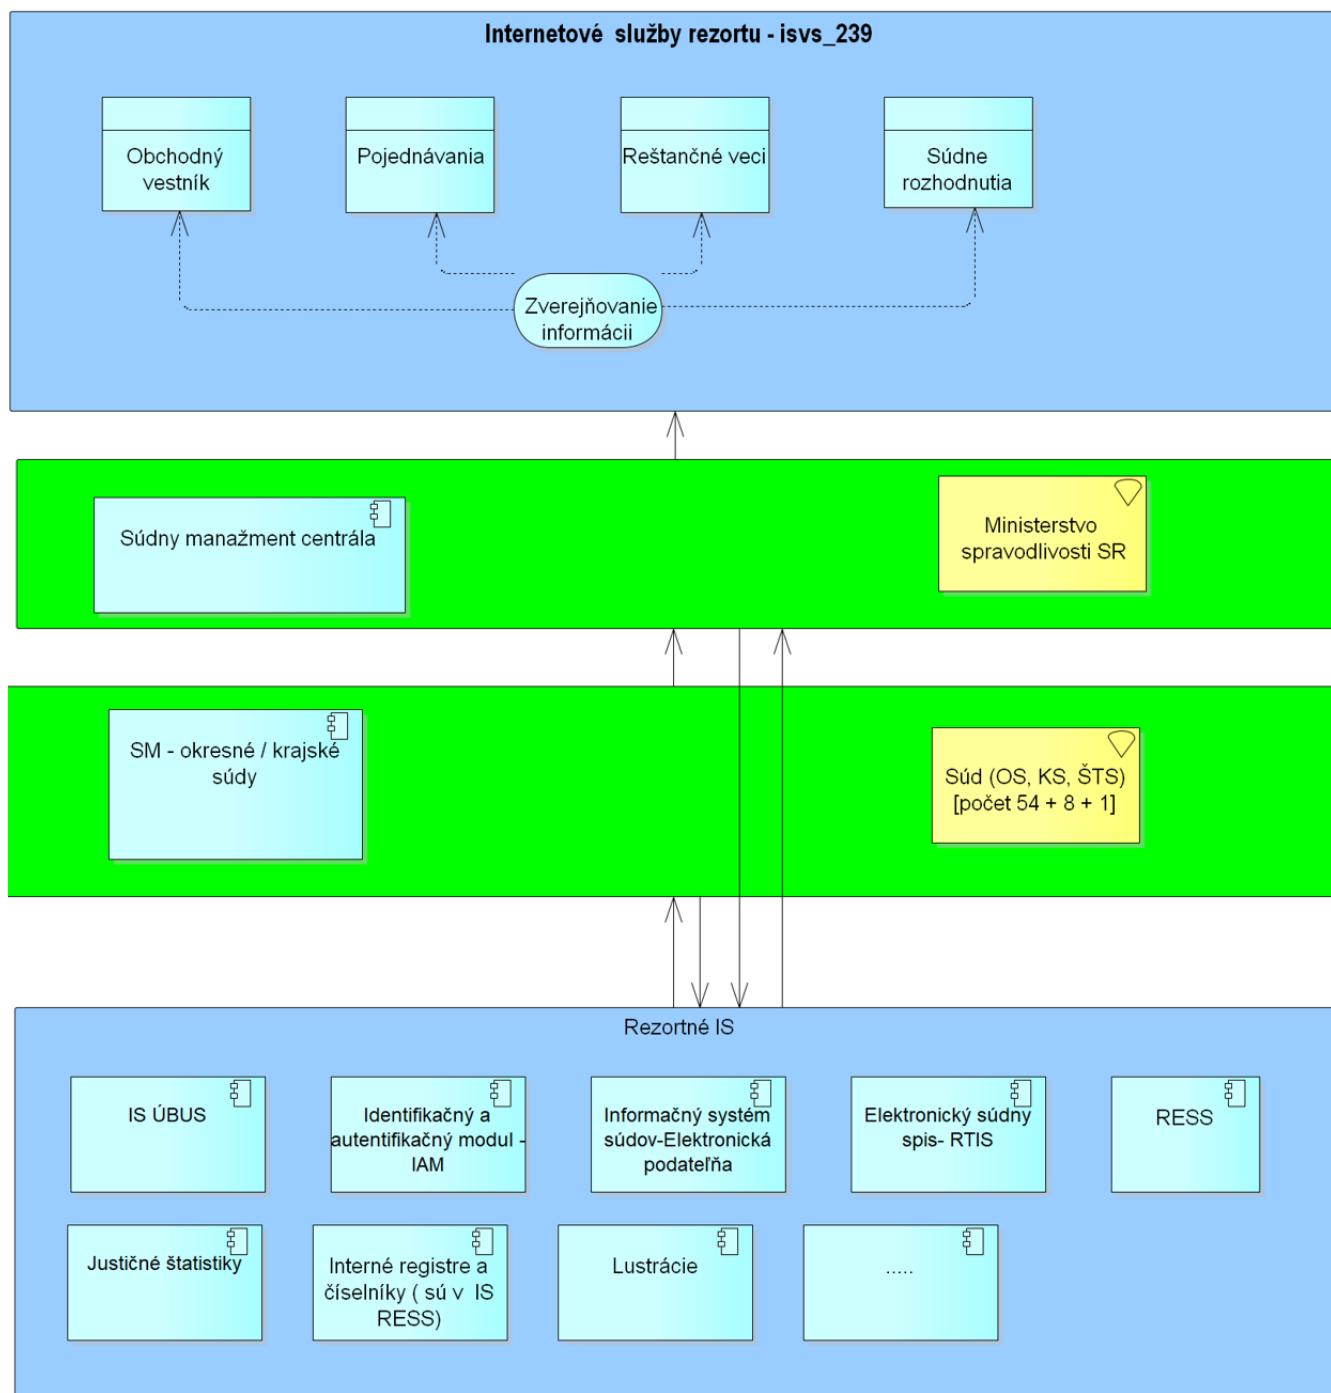 Internetové služby rezortu - isvs_239
Obchodný
vestník
Pojednávania
Reštančné veci
Súdne
rozhodnutia
Zverejňovanie
informácii
Súdny manažment centrála
Ministerstvo
spravodlivosti SR
SM - okresné / krajské
súdy
Súd (OS, KS, ŠTS)
[počet 54 + 8 + 1]
Rezortné IS
IS ÚBUS
Identifikačný a
autentifikačný modul -
IAM
Informačný systém
súdov-Elektronická
podateľňa
Elektronický súdny
spis- RTIS
RESS
Justičné štatistiky
Interné registre a
číselníky ( sú v IS
RESS)
Lustrácie
.....